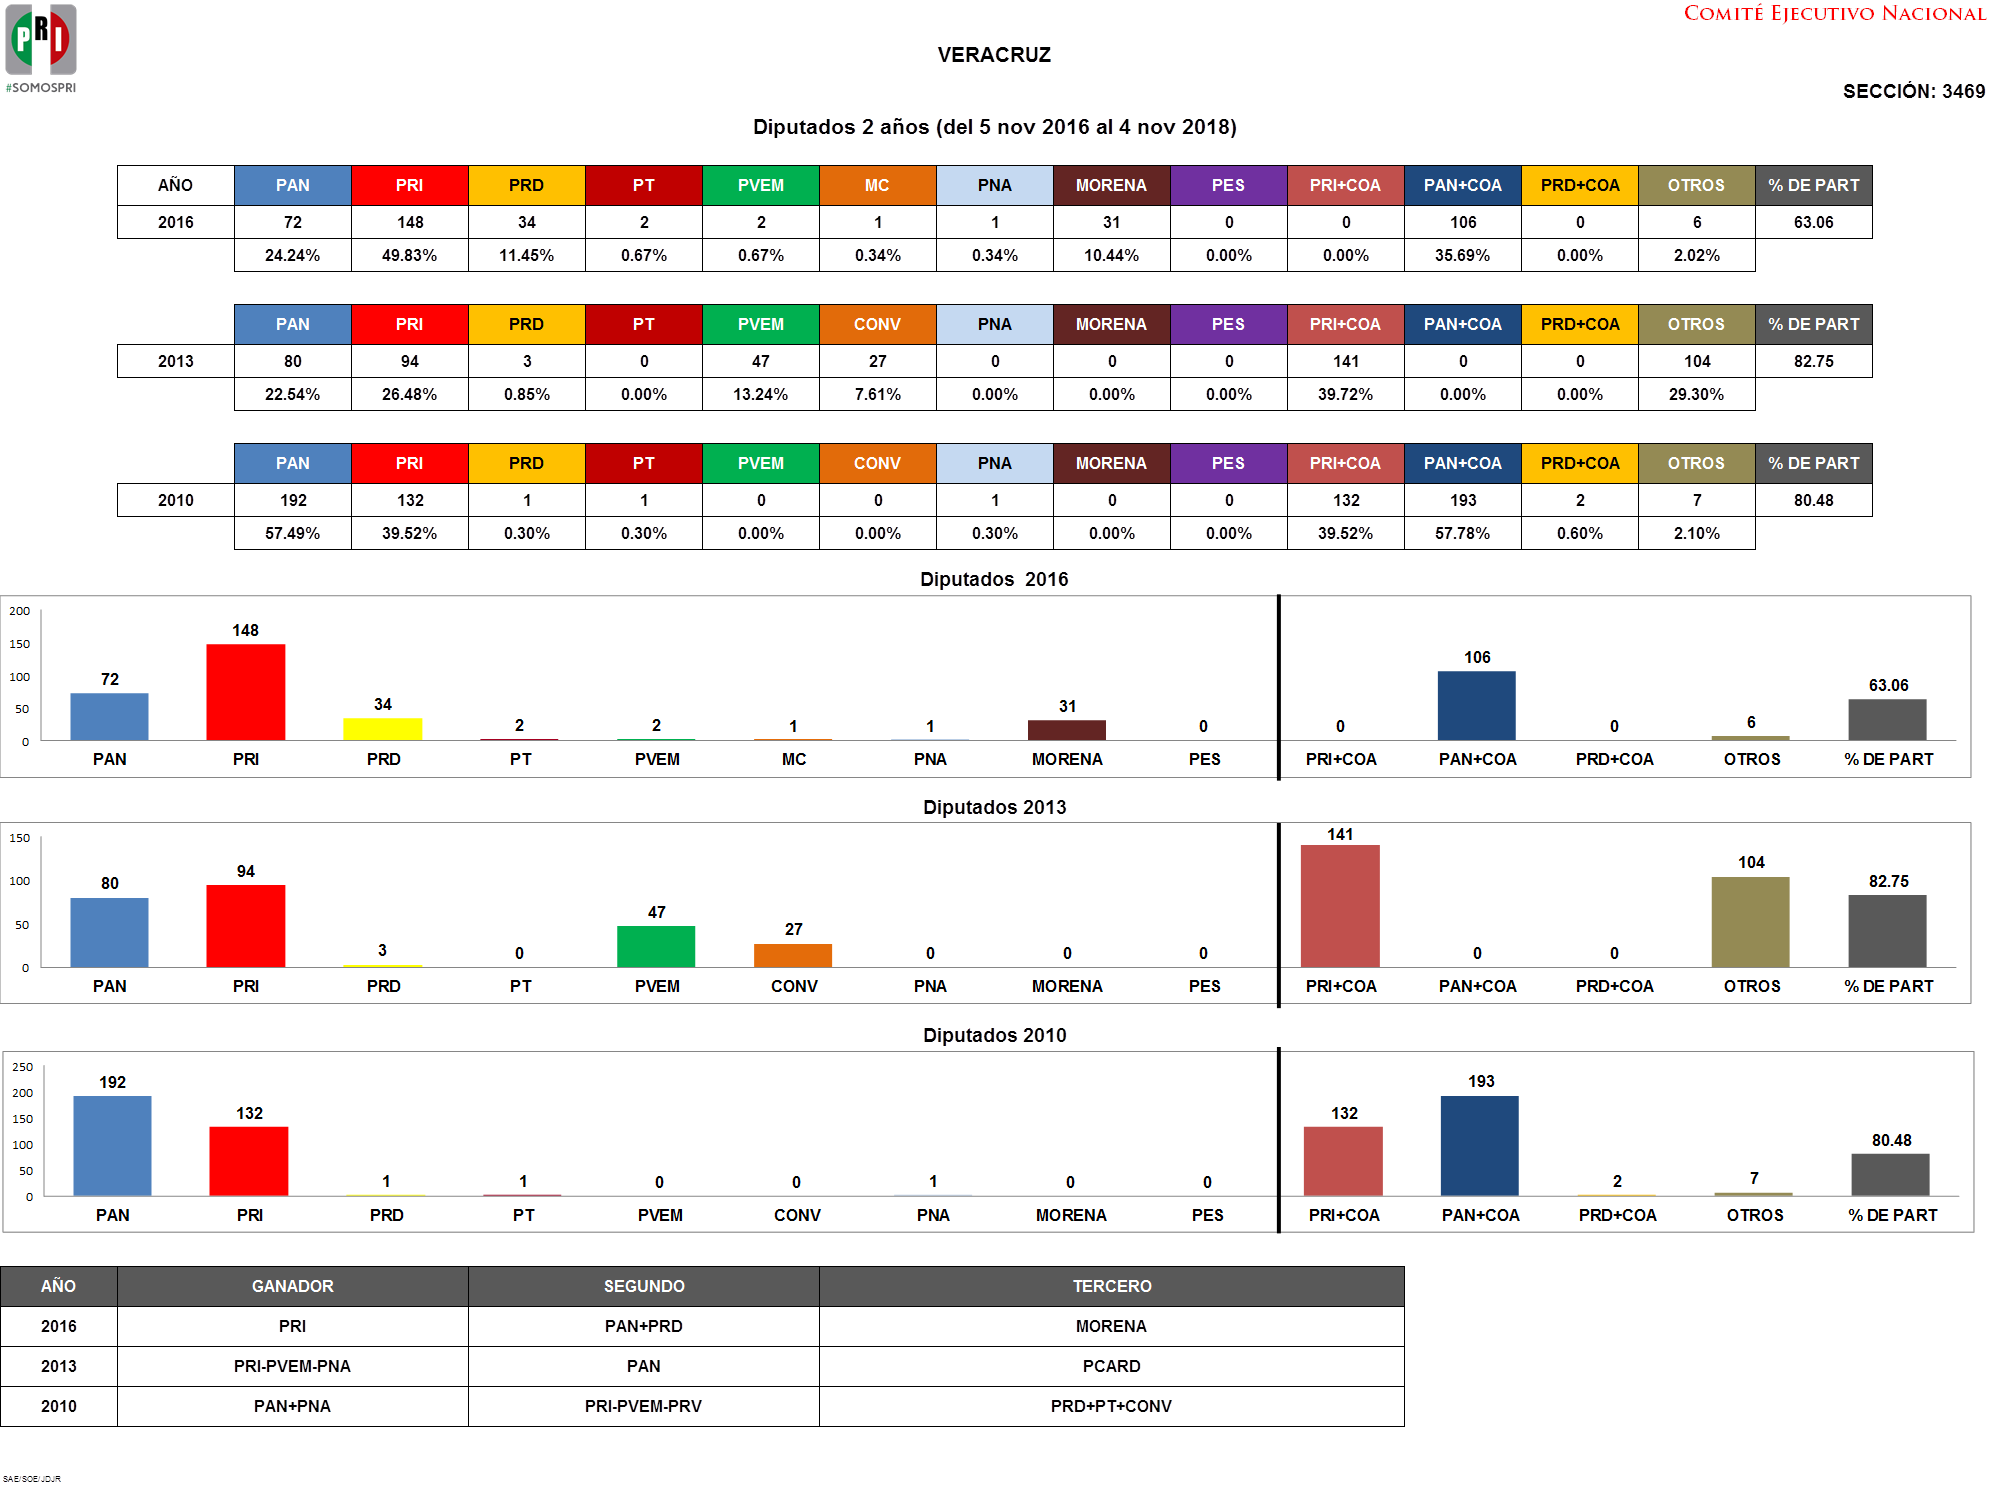 PRI
#SOMOSPRI
COMITÉ EJECUTIVO NACIONAL
VERACRUZ
SECCIÓN: 3469
Diputados 2 años (del 5 nov 2016 al 4 nov 2018)
AÑO PAN PRI PRD PT PVEM MC PNA MORENA PES PRI+COA PAN+COA PRD+COA OTROS % DE PART
2016 72 148 34 2 2 1 1 31 0 0 106 0 6 63.06
24.24% 49.83% 11.45% 0.67% 0.67% 0.34% 0.34% 10.44% 0.00% 0.00% 35.69% 0.00% 2.02%
PAN PRI PRD PT PVEM CONV PNA MORENA PES PRI+COA PAN+COA PRD+COA OTROS % DE PART
2013 80 94 3 0 47 27 0 0 0 141 0 0 104 82.75
22.54% 26.48% 0.85% 0.00% 13.24% 7.61% 0.00% 0.00% 0.00% 39.72% 0.00% 0.00% 29.30%
PAN PRI PRD PT PVEM CONV PNA MORENA PES PRI+COA PAN+COA PRD+COA OTROS % DE PART
2010 192 132 1 1 0 0 1 0 0 132 193 2 7 80.48
57.49% 39.52% 0.30% 0.30% 0.00% 0.00% 0.30% 0.00% 0.00% 39.52% 57.78% 0.60% 2.10%
Diputados 2016
200
150
100
50
0
72 148 34 2 2 1 1 31 0 0 106 0 6 63.06
PAN PRI PRD PT PVEM MC PNA MORENA PES PRI+COA PAN+COA PRD+COA OTROS % DE PART
Diputados 2013
150
100
50
0
80 94 3 0 47 27 0 0 0 141 0 0 104 82.75
PAN PRI PRD PT PVEM CONV PNA MORENA PES PRI+COA PAN+COA PRD+COA OTROS % DE PART
Diputados 2010
250
200
150
100
50
0
192 132 1 1 0 0 1 0 0 132 193 2 7 80.48
PAN PRI PRD PT PVEM CONV PNA MORENA PES PRI+COA PAN+COA PRD+COA OTROS % DE PART
AÑO GANADOR SEGUNDO TERCERO
2016 PRI PAN+PRD MORENA
2013 PRI-PVEM-PNA PAN PCARD
2010 PAN+PNA PRI-PVEM-PRV PRD+PT+CONV
SAE/SOE/JDJR